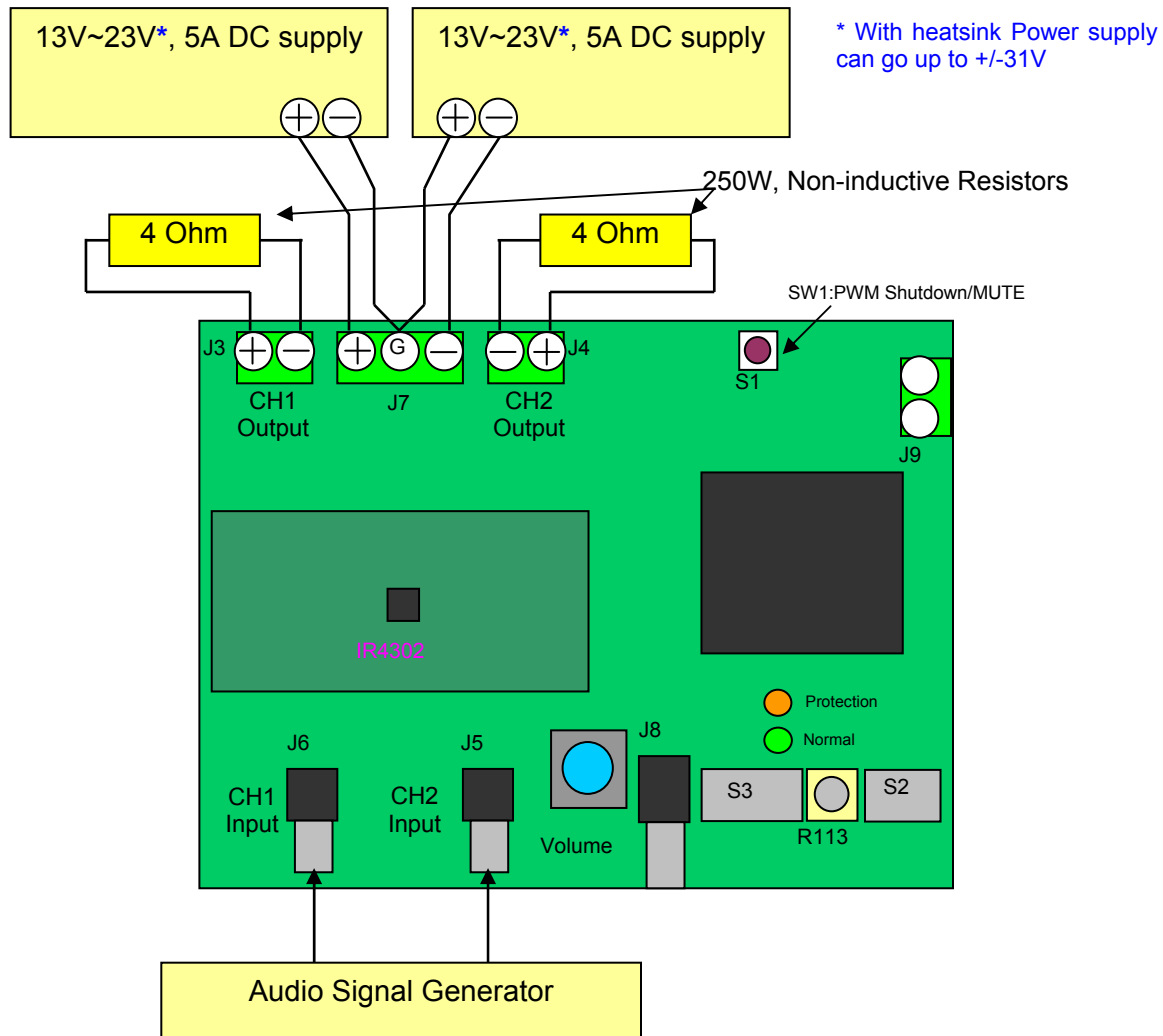 13V~23V*, 5A DC supply
13V~23V*, 5A DC supply
* With heatsink Power supply
can go up to +/-31V
250W, Non-inductive Resistors
4 Ohm
4 Ohm
SW1:PWM Shutdown/MUTE
J3
G
J4
S1
CH1
Output
J7
CH2
Output
J9
IR4302
Protection
Normal
J6
J5
J8
CH1
Input
CH2
Input
Volume
S3
S2
R113
Audio Signal Generator